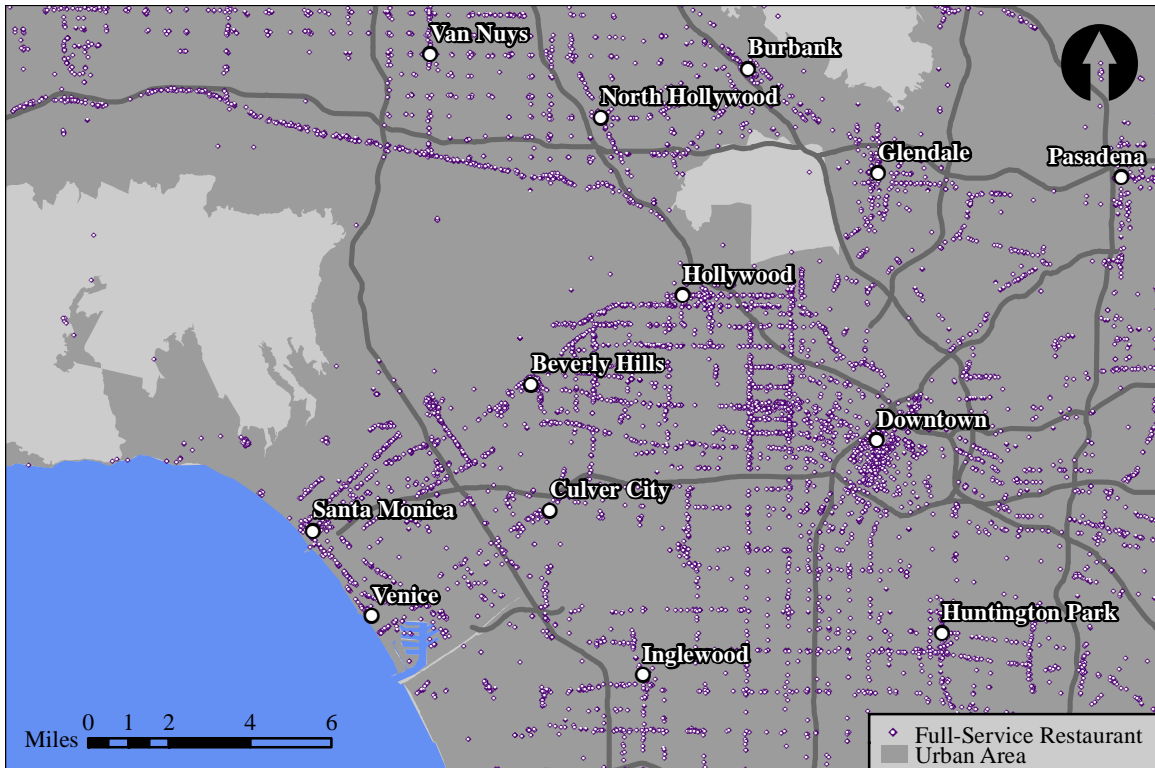 Van Nuys
Burbank
North Hollywood
Glendale
Pasadena
Hollywood
Beverly Hills
Downtown
Culver City
Santa Monica
Venice
Huntington Park
Inglewood
0 1 2 4 6
Miles
Full-Service Restaurant
Urban Area